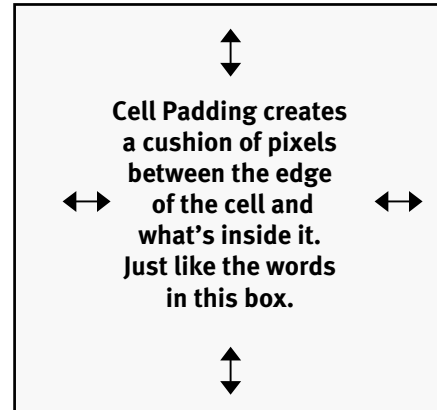 Cell Padding creates
a cushion of pixels
between the edge
of the cell and
what’s inside it.
Just like the words
in this box.